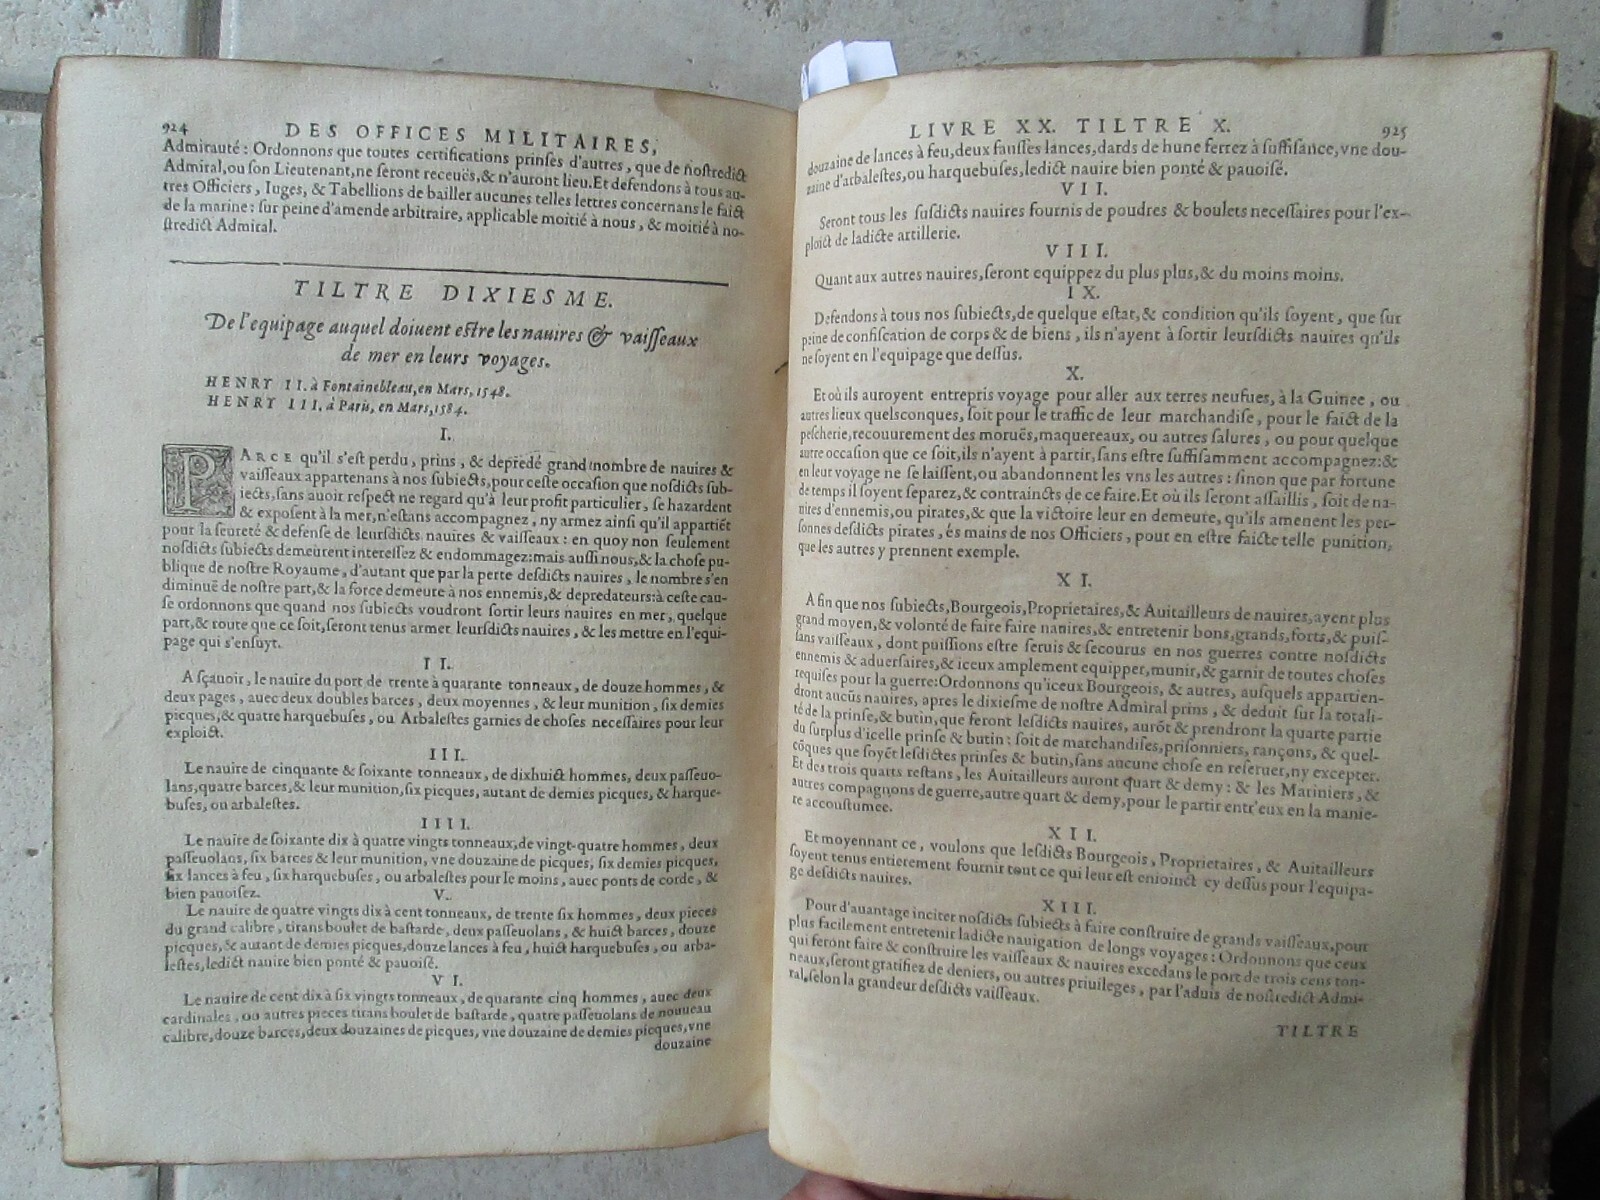 924 DES OFFICES MILITAIRES,
Admirauté : Ordonnons que toutes certifications prinſes d'autres, que de noſtredict
Admiral, ou ſon Lieutenant, ne ſeront receuës, & n'auront lieu. Et defendons à tous au-
tres Officiers, Iuges, & Tabellions de bailler aucunes telles lettres concernans le faict
de la marine : ſur peine d'amende arbitraire, applicable moitié à nous, & moitié à no-
ſtredict Admiral.
TILTRE DIXIESME.
De l'equipage auquel doiuent eſtre les nauires & vaiſſeaux
de mer en leurs voyages.
HENRY II. à Fontainebleau, en Mars, 1548.
HENRY III. à Paris, en Mars, 1584.
I.
PARCE qu'il s'eſt perdu, prins, & depredé grand nombre de nauires &
vaiſſeaux appartenans à nos ſubiects, pour ceſte occaſion que noſdicts ſub-
iects, ſans auoir reſpect ne regard qu'à leur profit particulier, ſe hazardent
& expoſent à la mer, n'eſtans accompagnez, ny armez ainſi qu'il appartiẽt
pour la ſeureté & defenſe de leurſdicts nauires & vaiſſeaux : en quoy non ſeulement
noſdicts ſubiects demeurent intereſſez & endommagez: mais auſſi nous, & la choſe pu-
blique de noſtre Royaume, d'autant que par la perte deſdicts nauires, le nombre s'en
diminuë de noſtre part, & la force demeure à nos ennemis, & depredateurs: à ceſte cau-
ſe ordonnons que quand nos ſubiects voudront ſortir leurs nauires en mer, quelque
part, & route que ce ſoit, ſeront tenus armer leurſdicts nauires, & les mettre en l'equi-
page qui s'enſuyt.
II.
A ſçauoir, le nauire du port de trente à quarante tonneaux, de douze hommes, &
deux pages, auec deux doubles barces, deux moyennes, & leur munition, ſix demies
picques, & quatre harquebuſes, ou Arbaleſtes garnies de choſes neceſſaires pour leur
exploict.
III.
Le nauire de cinquante & ſoixante tonneaux, de dixhuict hommes, deux paſſeuo-
lans, quatre barces, & leur munition, ſix picques, autant de demies picques, & harque-
buſes, ou arbaleſtes.
IIII.
Le nauire de ſoixante dix à quatre vingts tonneaux, de vingt-quatre hommes, deux
paſſeuolans, ſix barces & leur munition, vne douzaine de picques, ſix demies picques,
ſix lances à feu, ſix harquebuſes, ou arbaleſtes pour le moins, auec ponts de corde, &
bien pauoiſez.
V.
Le nauire de quatre vingts dix à cent tonneaux, de trente ſix hommes, deux pieces
du grand calibre, tirans boulet de baſtarde, deux paſſeuolans, & huict barces, douze
picques, & autant de demies picques, douze lances à feu, huict harquebuſes, ou arba-
leſtes, ledict nauire bien ponté & pauoiſé.
VI.
Le nauire de cent dix à ſix vingts tonneaux, de quarante cinq hommes, auec deux
cardinales, ou autres pieces tirans boulet de baſtarde, quatre paſſeuolans de nouueau
calibre, douze barces, deux douzaines de picques, vne douzaine de demies picques, vne
douzaine
LIVRE XX. TILTRE X. 925
douzaine de lances à feu, deux fauſſes lances, dards de hune ferrez à ſuffiſance, vne dou-
zaine d'arbaleſtes, ou harquebuſes, ledict nauire bien ponté & pauoiſé.
VII.
Seront tous les ſuſdicts nauires fournis de poudres & boulets neceſſaires pour l'ex-
ploict de ladicte artillerie.
VIII.
Quant aux autres nauires, ſeront equippez du plus plus, & du moins moins.
IX.
Defendons à tous nos ſubiects, de quelque eſtat, & condition qu'ils ſoyent, que ſur
peine de confiſcation de corps & de biens, ils n'ayent à ſortir leurſdicts nauires qu'ils
ne ſoyent en l'equipage que deſſus.
X.
Et où ils auroyent entrepris voyage pour aller aux terres neufues, à la Guinee, ou
autres lieux quelsconques, ſoit pour le traffic de leur marchandiſe, pour le faict de la
peſcherie, recouurement des moruës, maquereaux, ou autres ſalures, ou pour quelque
autre occaſion que ce ſoit, ils n'ayent à partir, ſans eſtre ſuffiſamment accompagnez: &
en leur voyage ne ſe laiſſent, ou abandonnent les vns les autres : ſinon que par fortune
de temps il ſoyent ſeparez, & contraincts de ce faire. Et où ils ſeront aſſaillis, ſoit de na-
uires d'ennemis, ou pirates, & que la victoire leur en demeure, qu'ils amenent les per-
ſonnes deſdicts pirates, és mains de nos Officiers, pour en eſtre faicte telle punition,
que les autres y prennent exemple.
XI.
A fin que nos ſubiects, Bourgeois, Proprietaires, & Auitailleurs de nauires, ayent plus
grand moyen, & volonté de faire faire nauires, & entretenir bons, grands, forts, & puiſ-
ſans vaiſſeaux, dont puiſſions eſtre ſeruis & ſecourus en nos guerres contre noſdicts
ennemis & aduerſaires, & iceux amplement equipper, munir, & garnir de toutes choſes
requiſes pour la guerre: Ordonnons qu'iceux Bourgeois, & autres, auſquels appartien-
dront aucũs nauires, apres le dixieſme de noſtre Admiral prins, & deduit ſur la totali-
té de la prinſe, & butin, que feront leſdicts nauires, aurõt & prendront la quarte partie
du ſurplus d'icelle prinſe & butin : ſoit de marchandiſes, priſonniers, rançons, & quel-
cõques que ſoyẽt leſdictes prinſes & butin, ſans aucune choſe en reſeruer, ny excepter.
Et des trois quarts reſtans, les Auitailleurs auront quart & demy : & les Mariniers, &
autres compagnons de guerre, autre quart & demy, pour le partir entr'eux en la manie-
re accouſtumee.
XII.
Et moyennant ce, voulons que leſdicts Bourgeois, Proprietaires, & Auitailleurs
ſoyent tenus entierement fournir tout ce qui leur eſt enioinct cy deſſus pour l'equipa-
ge deſdicts nauires.
XIII.
Pour d'auantage inciter noſdicts ſubiects à faire conſtruire de grands vaiſſeaux, pour
plus facilement entretenir ladicte nauigation de longs voyages : Ordonnons que ceux
qui feront faire & conſtruire les vaiſſeaux & nauires excedans le port de trois cens ton-
neaux, ſeront gratifiez de deniers, ou autres priuileges, par l'aduis de noſtredict Admi-
ral, ſelon la grandeur deſdicts vaiſſeaux.
TILTRE